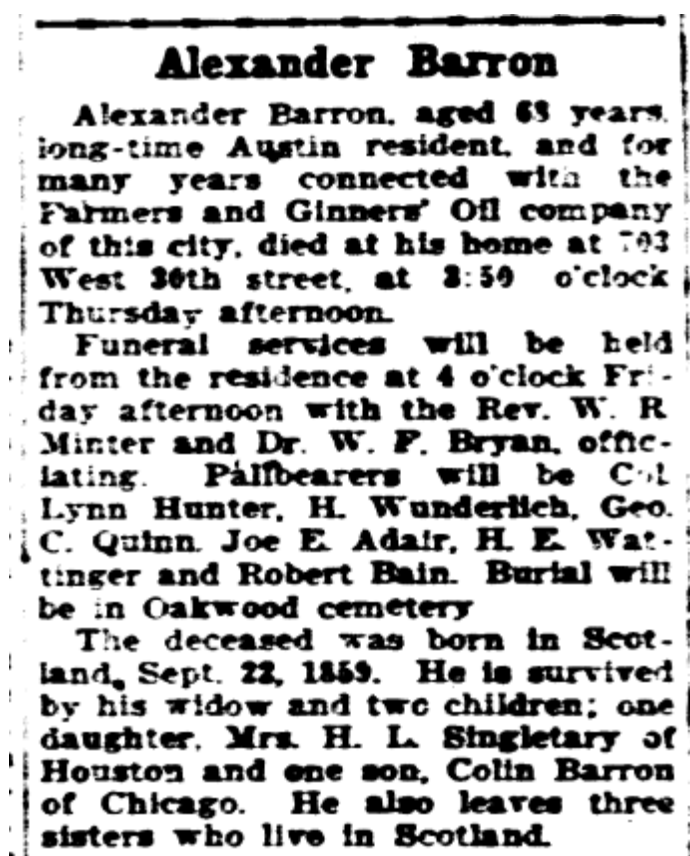 Alexander Barron
Alexander Barron, aged 68 years,
long-time Austin resident, and for
many years connected with the
Farmers and Ginners' Oil company
of this city, died at his home at 703
West 30th street, at 3:50 o'clock
Thursday afternoon.
Funeral services will be held
from the residence at 4 o'clock Fri-
day afternoon with the Rev. W. R
Minter and Dr. W. F. Bryan, offic-
iating. Pallbearers will be Col.
Lynn Hunter, H. Wunderlich, Geo.
C. Quinn. Joe E. Adair, H. E. Wat-
tinger and Robert Bain. Burial will
be in Oakwood cemetery
The deceased was born in Scot-
land, Sept. 22, 1859. He is survived
by his widow and two children; one
daughter, Mrs. H. L. Singletary of
Houston and one son, Colin Barron
of Chicago. He also leaves three
sisters who live in Scotland.